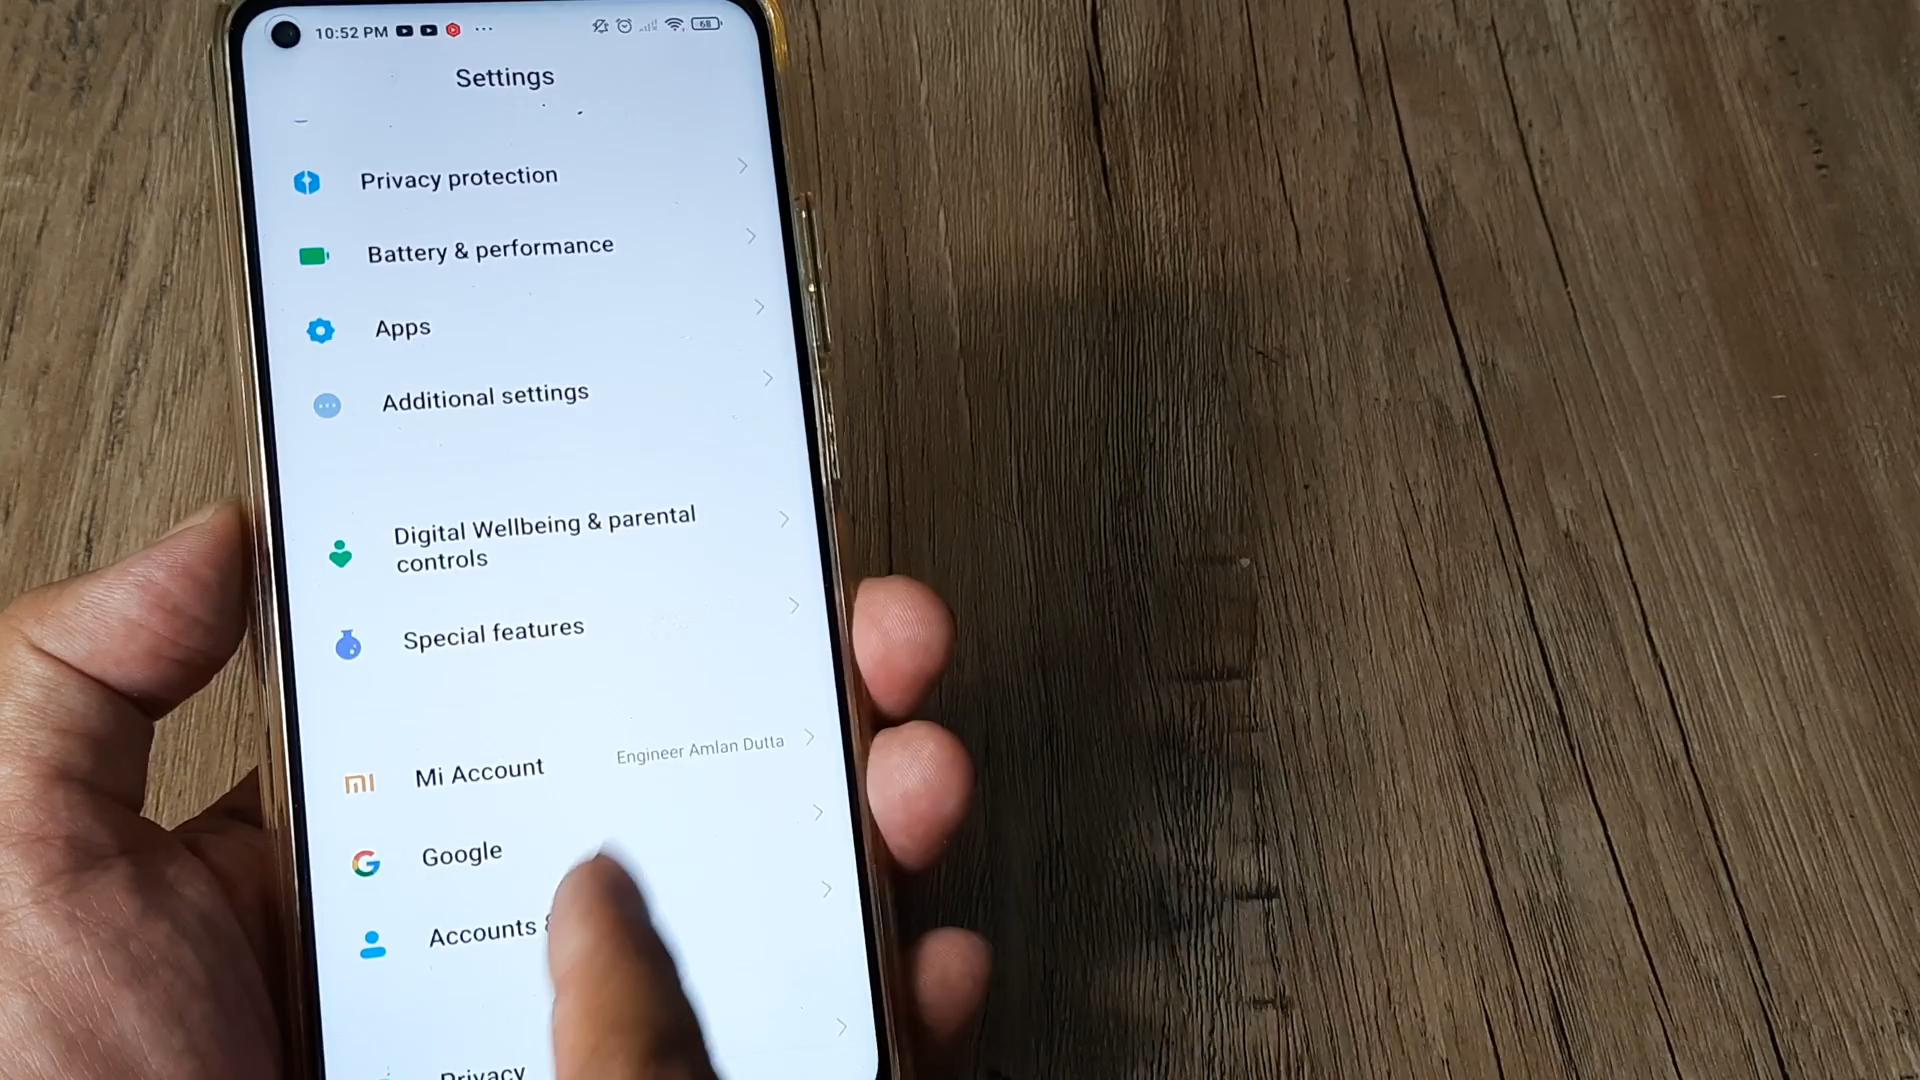 10:52 PM
68
Settings
Privacy protection
Battery & performance
Apps
Additional settings
Digital Wellbeing & parental
controls
Special features
Mi Account
Engineer Amlan Dutta
Google
Accounts
Privacy